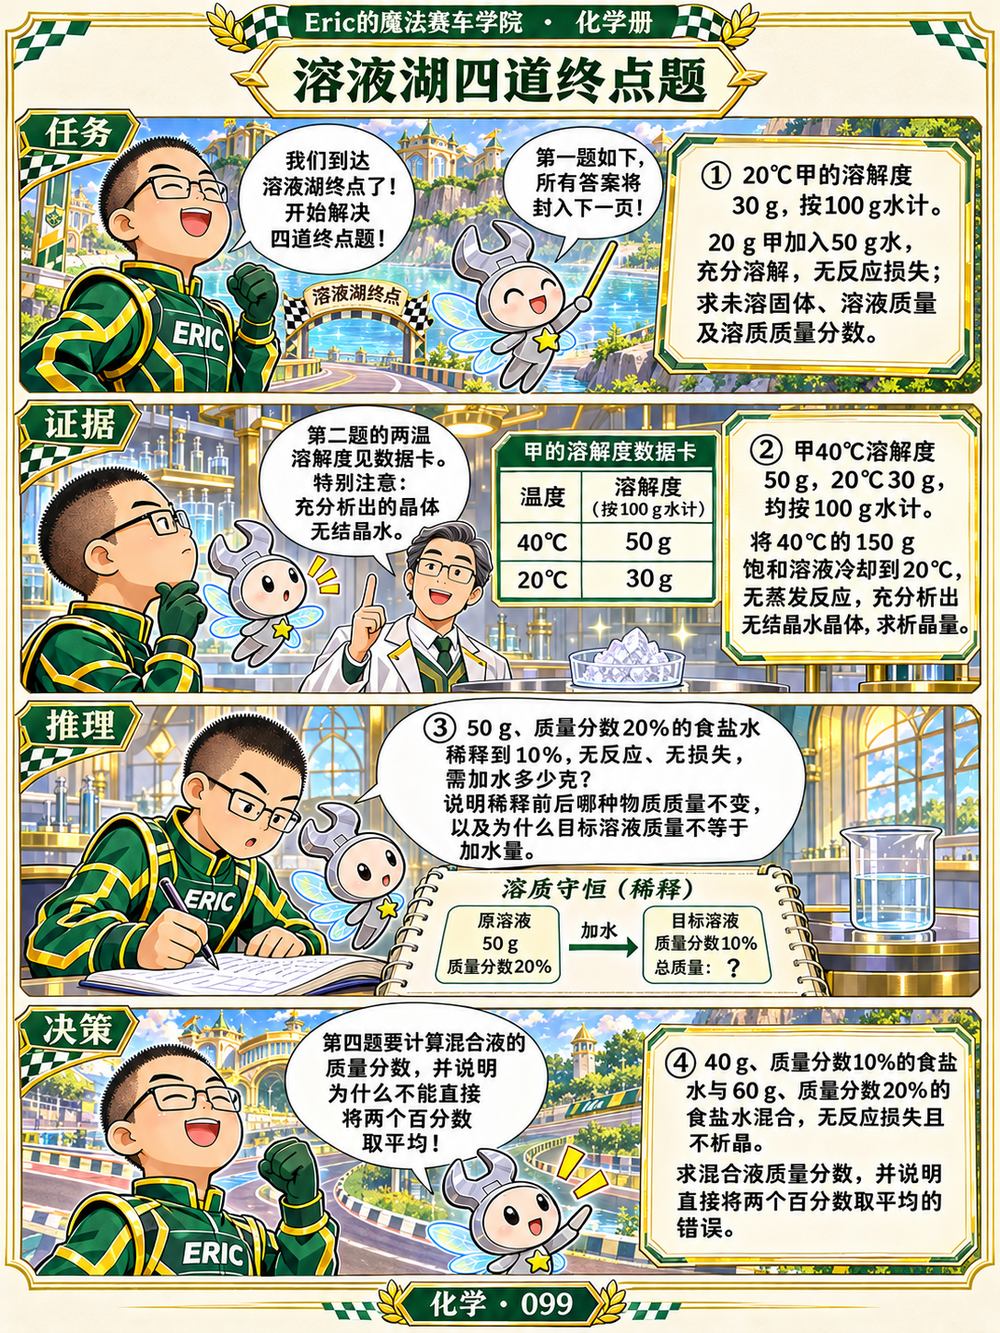 Eric的魔法赛车学院 · 化学册
溶液湖四道终点题
任务
我们到达
溶液湖终点了！
开始解决
四道终点题！
第一题如下，
所有答案将
封入下一页！
溶液湖终点
ERIC
① 20℃甲的溶解度
30 g，按100 g水计。
20 g 甲加入50 g水，
充分溶解，无反应损失；
求未溶固体、溶液质量
及溶质质量分数。
证据
第二题的两温
溶解度见数据卡。
特别注意：
充分析出的晶体
无结晶水。
甲的溶解度数据卡
温度 溶解度
（按100 g水计）
40℃ 50 g
20℃ 30 g
② 甲40℃溶解度
50 g，20℃ 30 g，
均按100 g水计。
将40℃的150 g
饱和溶液冷却到20℃，
无蒸发反应，充分析出
无结晶水晶体，求析晶量。
推理
③ 50 g、质量分数20%的食盐水
稀释到10%，无反应、无损失，
需加水多少克？
说明稀释前后哪种物质质量不变，
以及为什么目标溶液质量不等于
加水量。
ERIC
溶质守恒（稀释）
原溶液
50 g
质量分数20%
加水
目标溶液
质量分数10%
总质量：？
决策
第四题要计算混合液的
质量分数，并说明
为什么不能直接
将两个百分数
取平均！
ERIC
④ 40 g、质量分数10%的食盐
水与60 g、质量分数20%的
食盐水混合，无反应损失且
不析晶。
求混合液质量分数，并说明
直接将两个百分数取平均的
错误。
化学 · 099